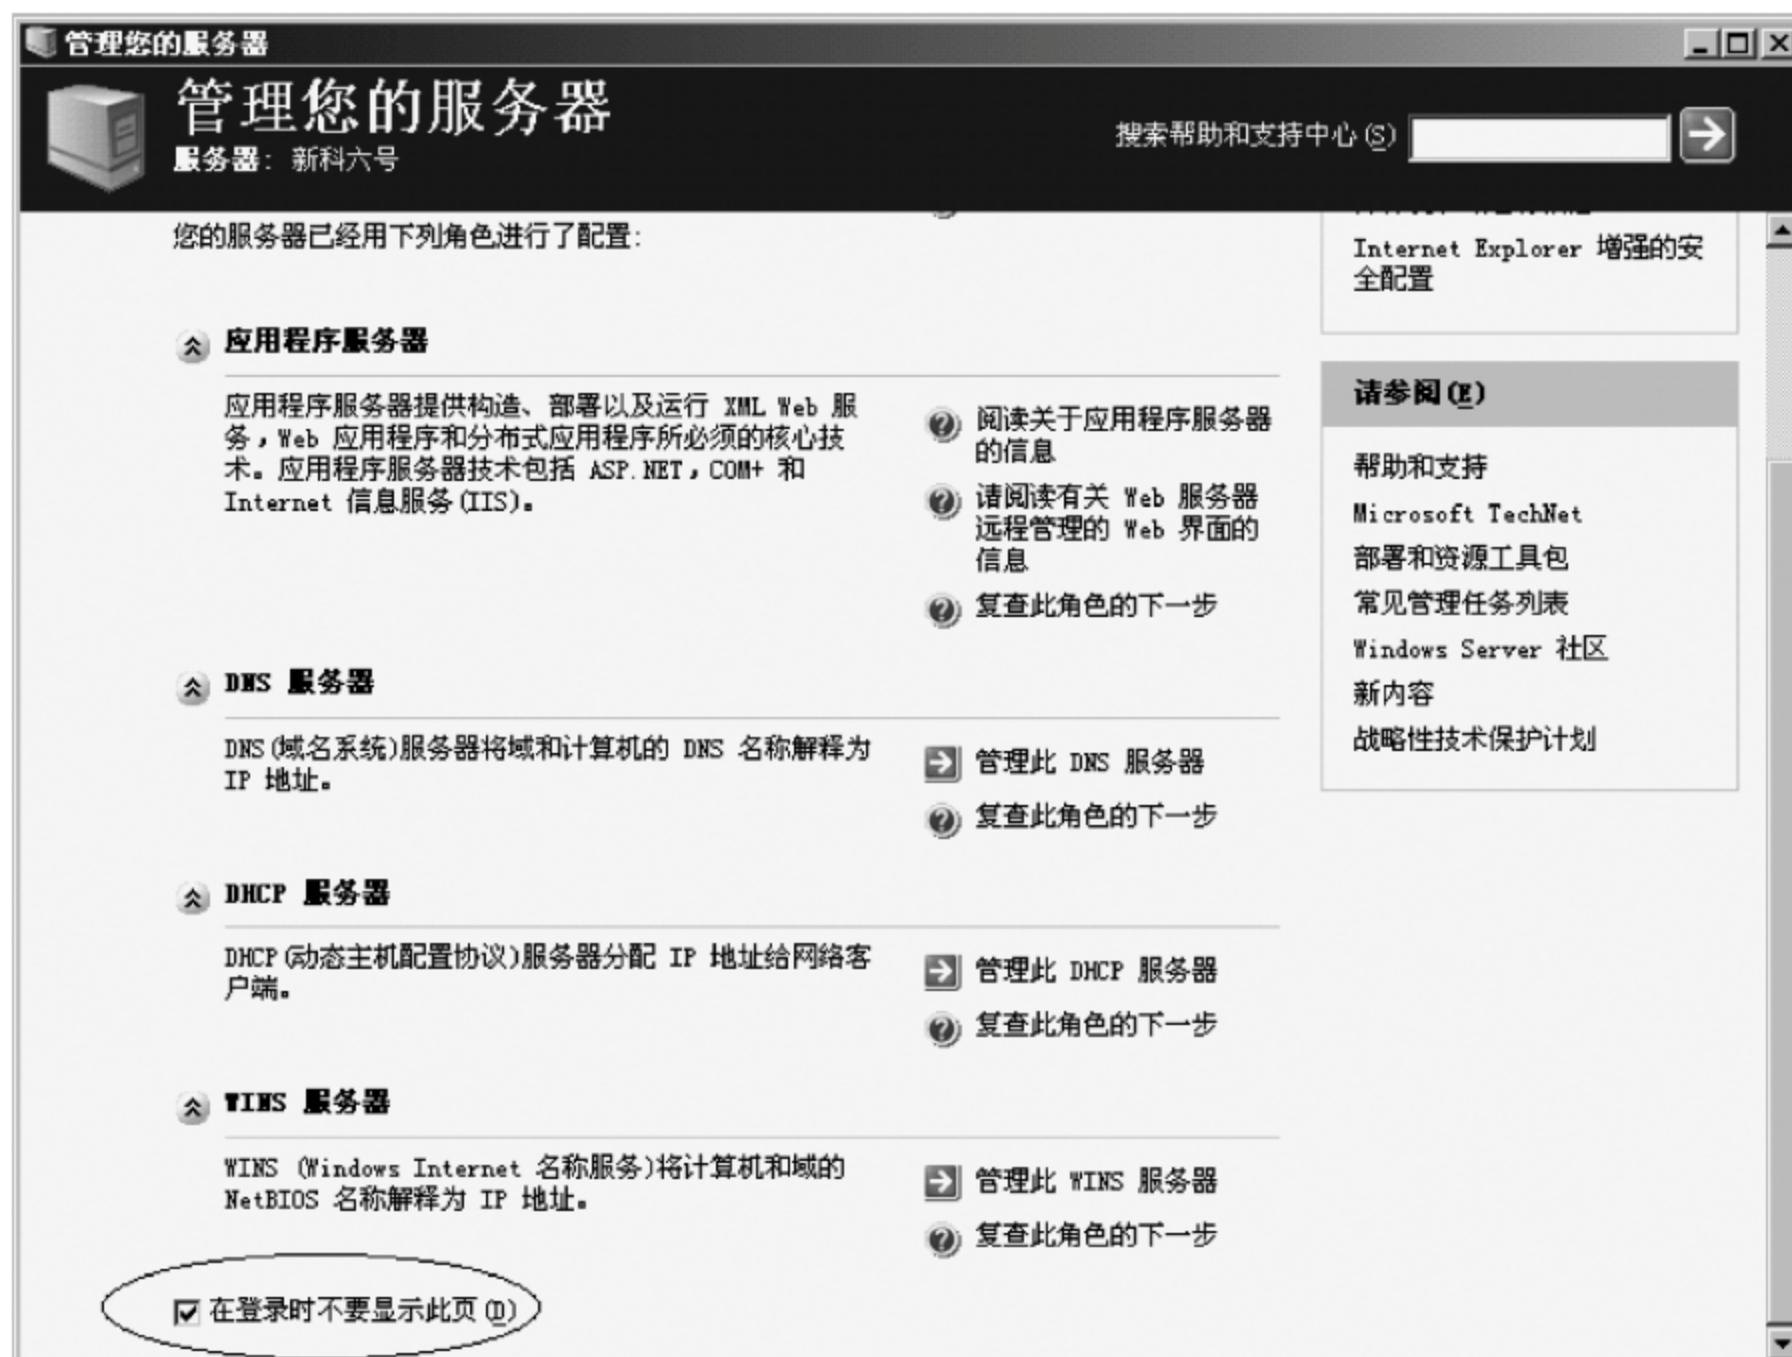 管理您的服务器
管理您的服务器
服务器: 新科六号
搜索帮助和支持中心(S)
您的服务器已经用下列角色进行了配置:
应用程序服务器
应用程序服务器提供构造、部署以及运行 XML Web 服
务，Web 应用程序和分布式应用程序所必须的核心技
术。应用程序服务器技术包括 ASP.NET，COM+ 和
Internet 信息服务(IIS)。
阅读关于应用程序服务器
的信息
请阅读有关 Web 服务器
远程管理的 Web 界面的
信息
复查此角色的下一步
DNS 服务器
DNS(域名系统)服务器将域和计算机的 DNS 名称解释为
IP 地址。
管理此 DNS 服务器
复查此角色的下一步
DHCP 服务器
DHCP(动态主机配置协议)服务器分配 IP 地址给网络客
户端。
管理此 DHCP 服务器
复查此角色的下一步
WINS 服务器
WINS (Windows Internet 名称服务)将计算机和域的
NetBIOS 名称解释为 IP 地址。
管理此 WINS 服务器
复查此角色的下一步
在登录时不要显示此页(D)
Internet Explorer 增强的安
全配置
请参阅(E)
帮助和支持
Microsoft TechNet
部署和资源工具包
常见管理任务列表
Windows Server 社区
新内容
战略性技术保护计划